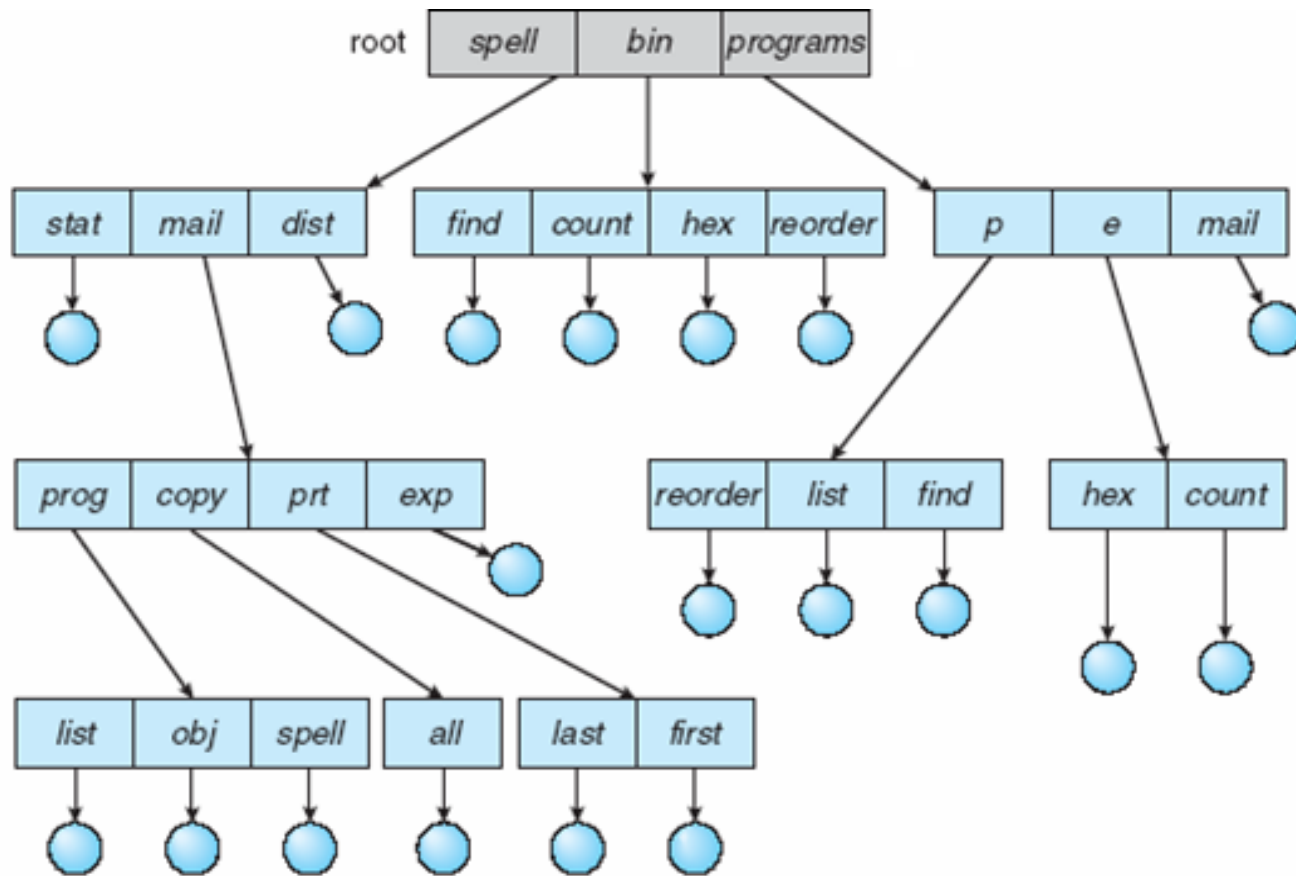 root spell bin programs
stat mail dist find count hex reorder p e mail
prog copy prt exp reorder list find hex count
list obj spell all last first